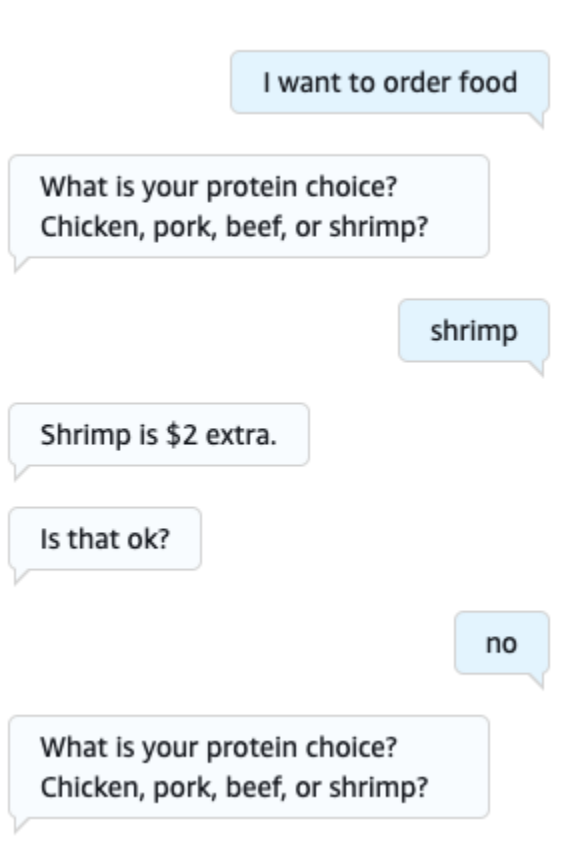 I want to order food
What is your protein choice?
Chicken, pork, beef, or shrimp?
shrimp
Shrimp is $2 extra.
Is that ok?
no
What is your protein choice?
Chicken, pork, beef, or shrimp?